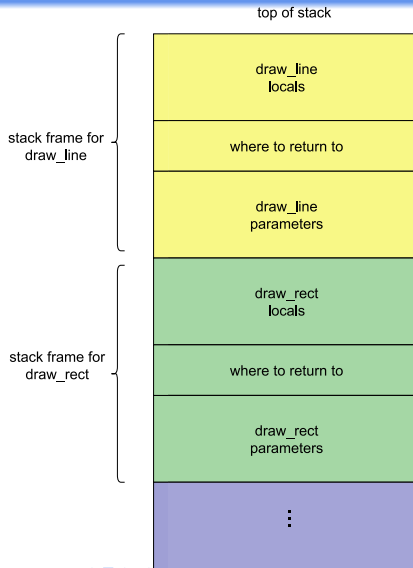 top of stack
draw_line
locals
stack frame for
draw_line
where to return to
draw_line
parameters
draw_rect
locals
stack frame for
draw_rect
where to return to
draw_rect
parameters
⋮